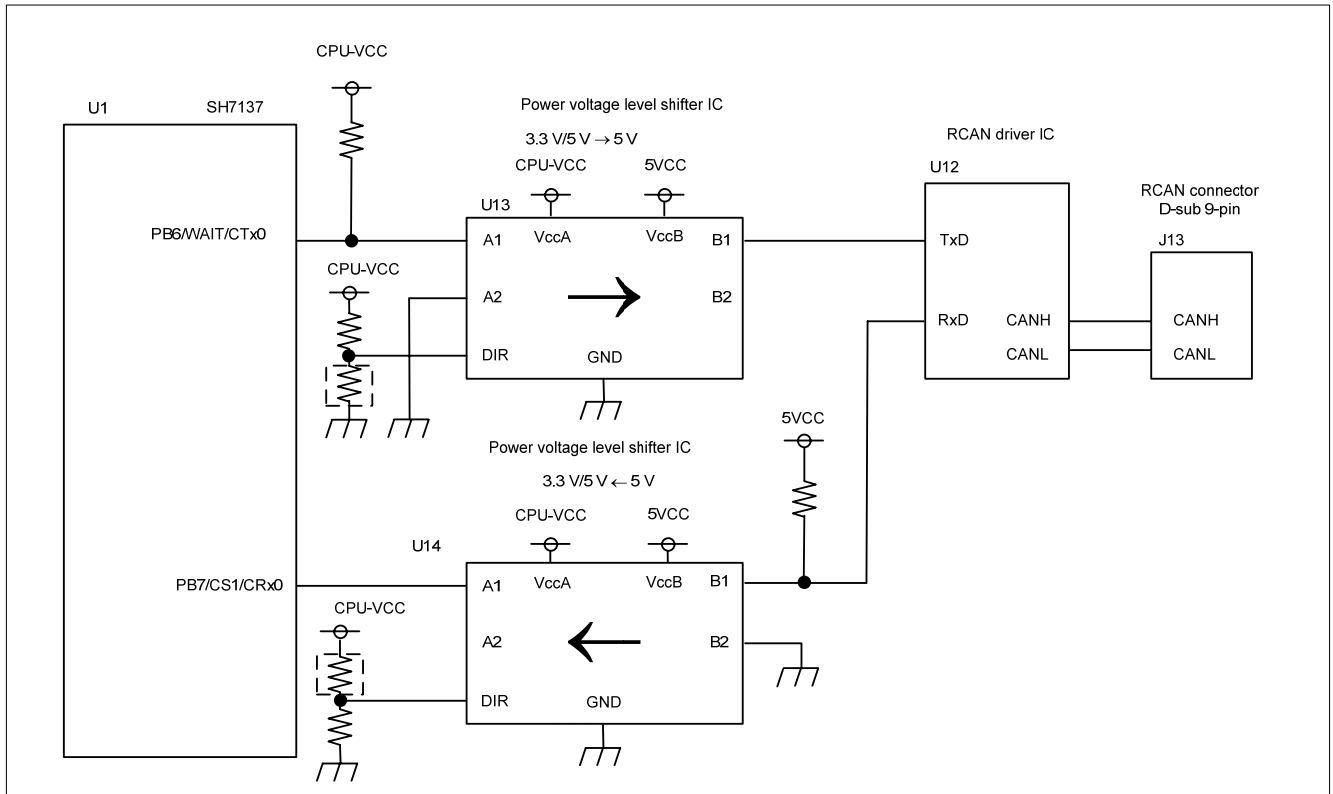 CPU-VCC
U1 SH7137
Power voltage level shifter IC
3.3 V/5 V → 5 V
RCAN driver IC
CPU-VCC 5VCC
U12
RCAN connector
D-sub 9-pin
U13
J13
PB6/WAIT/CTx0
A1 VccA VccB B1
TxD
CPU-VCC
A2 B2
RxD CANH CANH
DIR GND
CANL CANL
5VCC
Power voltage level shifter IC
3.3 V/5 V ← 5 V
CPU-VCC 5VCC
U14
PB7/CS1/CRx0
A1 VccA VccB B1
CPU-VCC
A2 B2
DIR GND